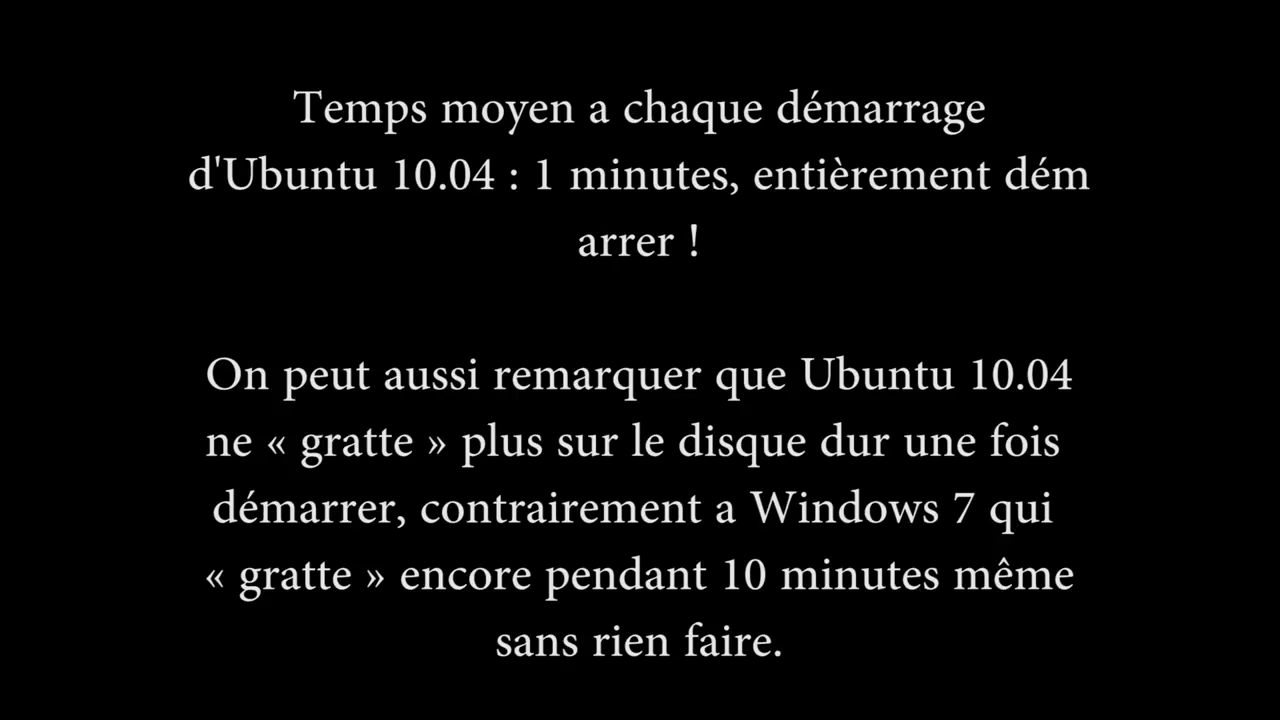 Temps moyen a chaque démarrage
d'Ubuntu 10.04 : 1 minutes, entièrement dém
arrer !
On peut aussi remarquer que Ubuntu 10.04
ne « gratte » plus sur le disque dur une fois
démarrer, contrairement a Windows 7 qui
« gratte » encore pendant 10 minutes même
sans rien faire.